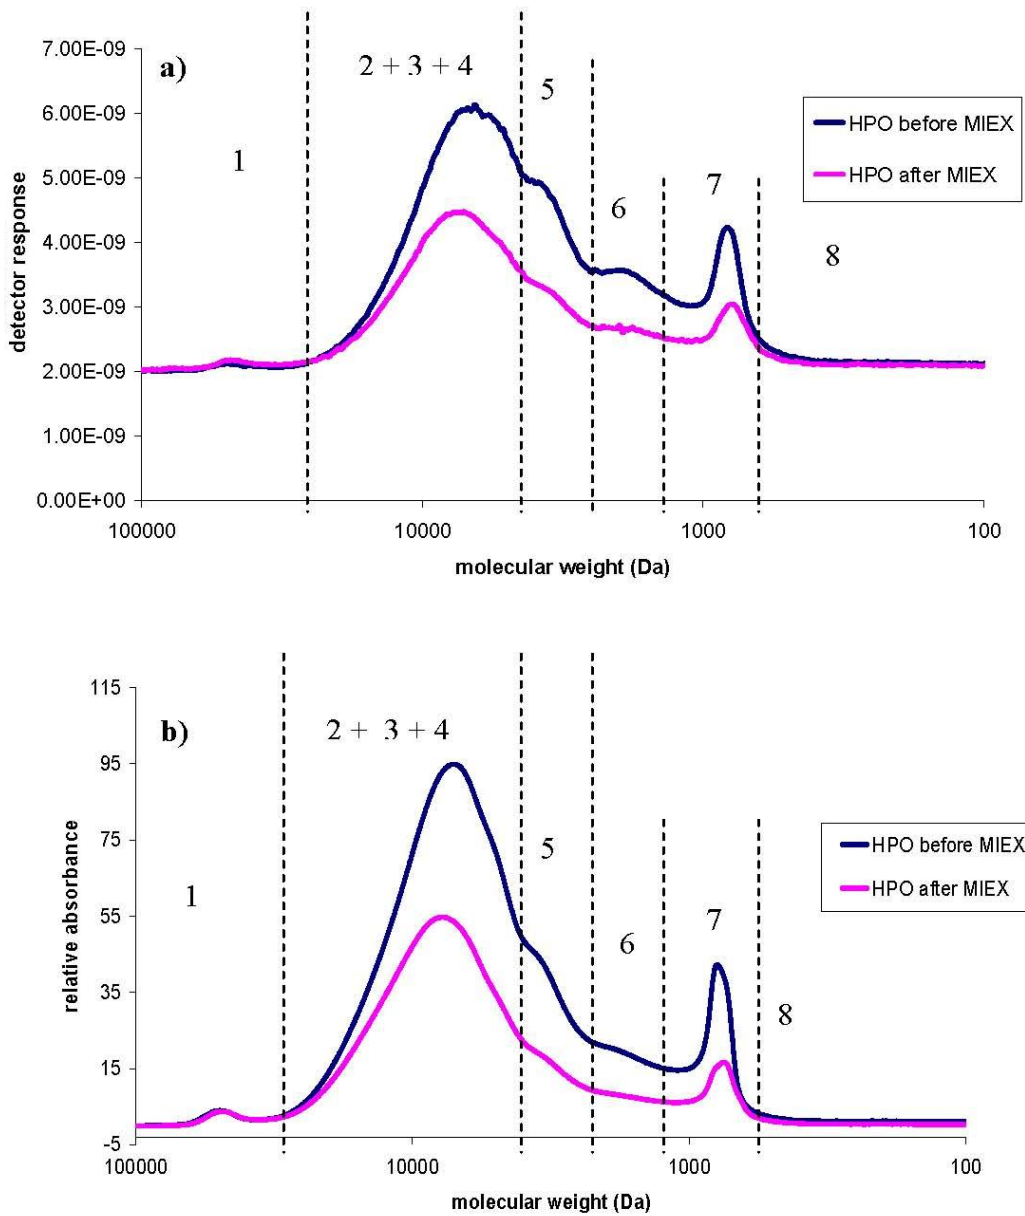 7.00E-09
a)
2 + 3 + 4
5
6.00E-09
HPO before MIEX
5.00E-09
1
HPO after MIEX
7
6
4.00E-09
8
3.00E-09
2.00E-09
1.00E-09
0.00E+00
detector response
100000
10000
1000
100
molecular weight (Da)
115
b)
2 + 3 + 4
95
75
5
HPO before MIEX
1
HPO after MIEX
55
7
6
35
8
15
-5
relative absorbance
100000
10000
1000
100
molecular weight (Da)